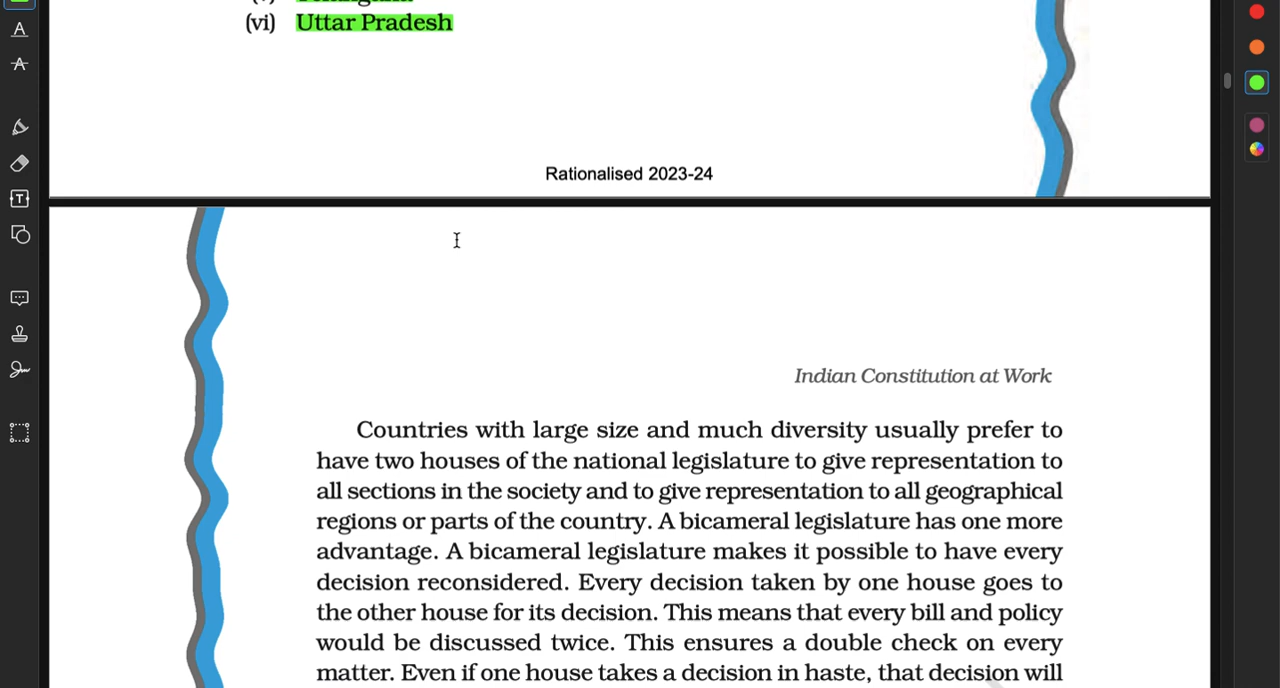 (vi) Uttar Pradesh
Rationalised 2023-24
Indian Constitution at Work
Countries with large size and much diversity usually prefer to
have two houses of the national legislature to give representation to
all sections in the society and to give representation to all geographical
regions or parts of the country. A bicameral legislature has one more
advantage. A bicameral legislature makes it possible to have every
decision reconsidered. Every decision taken by one house goes to
the other house for its decision. This means that every bill and policy
would be discussed twice. This ensures a double check on every
matter. Even if one house takes a decision in haste, that decision will